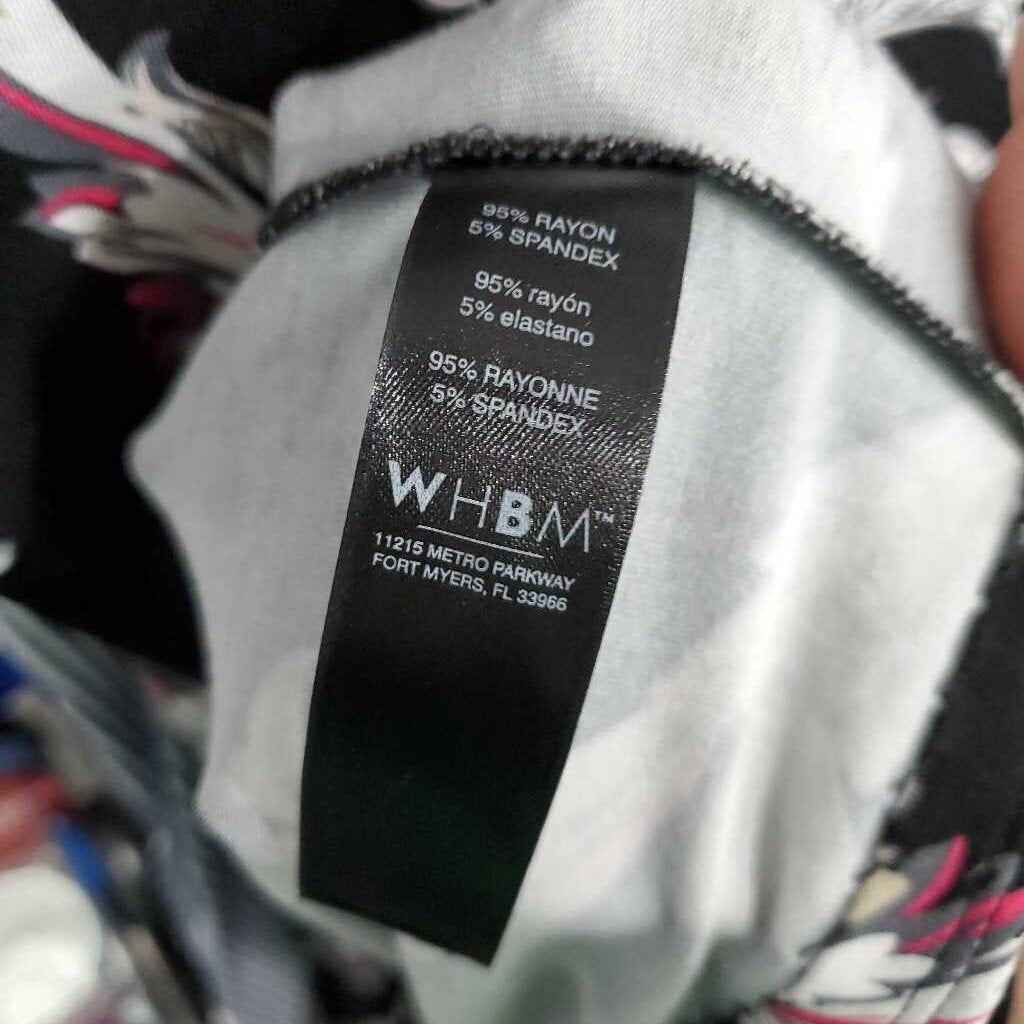 95% RAYON
5% SPANDEX
95% rayón
5% elastano
95% RAYONNE
5% SPANDEX
WHBM™
11215 METRO PARKWAY
FORT MYERS, FL 33966